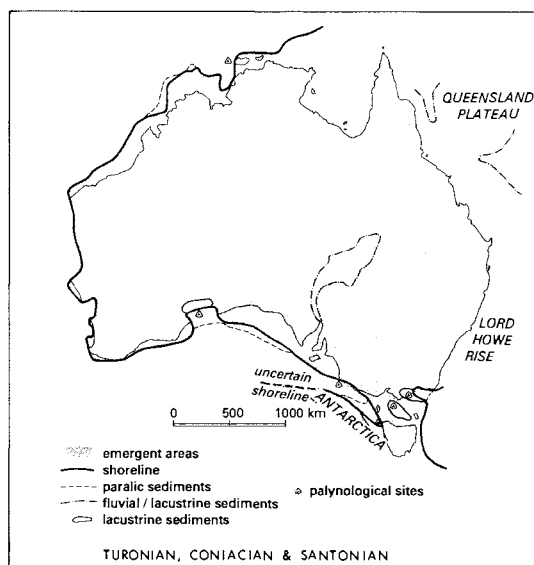 QUEENSLAND
PLATEAU
LORD
HOWE
RISE
uncertain
shoreline
ANTARCTICA
0 500 1000 km
emergent areas
shoreline
paralic sediments
fluvial / lacustrine sediments
lacustrine sediments
palynological sites
TURONIAN, CONIACIAN & SANTONIAN